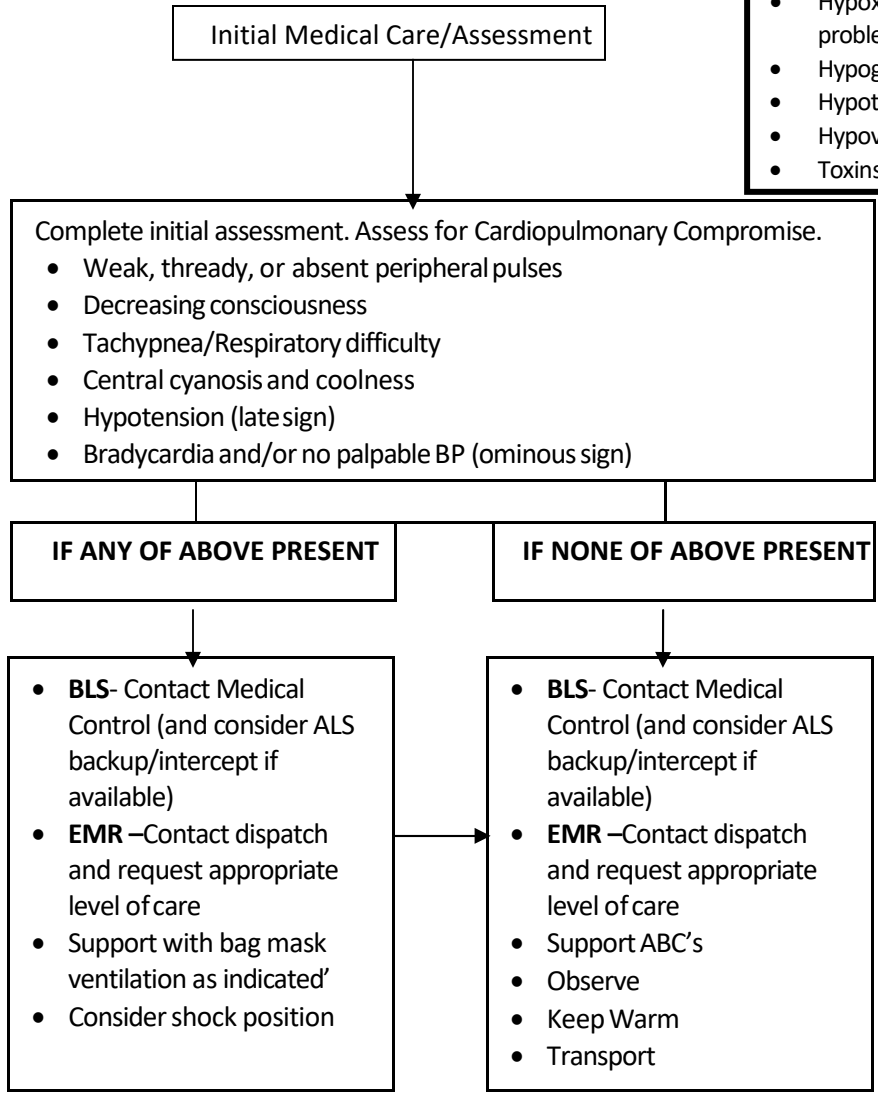 Initial Medical Care/Assessment
•
•
•
•
• Toxins
Complete initial assessment. Assess for Cardiopulmonary Compromise.
• Weak, thready, or absent peripheral pulses
• Decreasing consciousness
• Tachypnea/Respiratory difficulty
• Central cyanosis and coolness
• Hypotension (late sign)
• Bradycardia and/or no palpable BP (ominous sign)
IF ANY OF ABOVE PRESENT
• BLS- Contact Medical
Control (and consider ALS
backup/intercept if
available)
• EMR –Contact dispatch
and request appropriate
level of care
• Support with bag mask
ventilation as indicated’
• Consider shock position
IF NONE OF ABOVE PRESENT
• BLS- Contact Medical
Control (and consider ALS
backup/intercept if
available)
• EMR –Contact dispatch
and request appropriate
level of care
• Support ABC’s
• Observe
• Keep Warm
• Transport